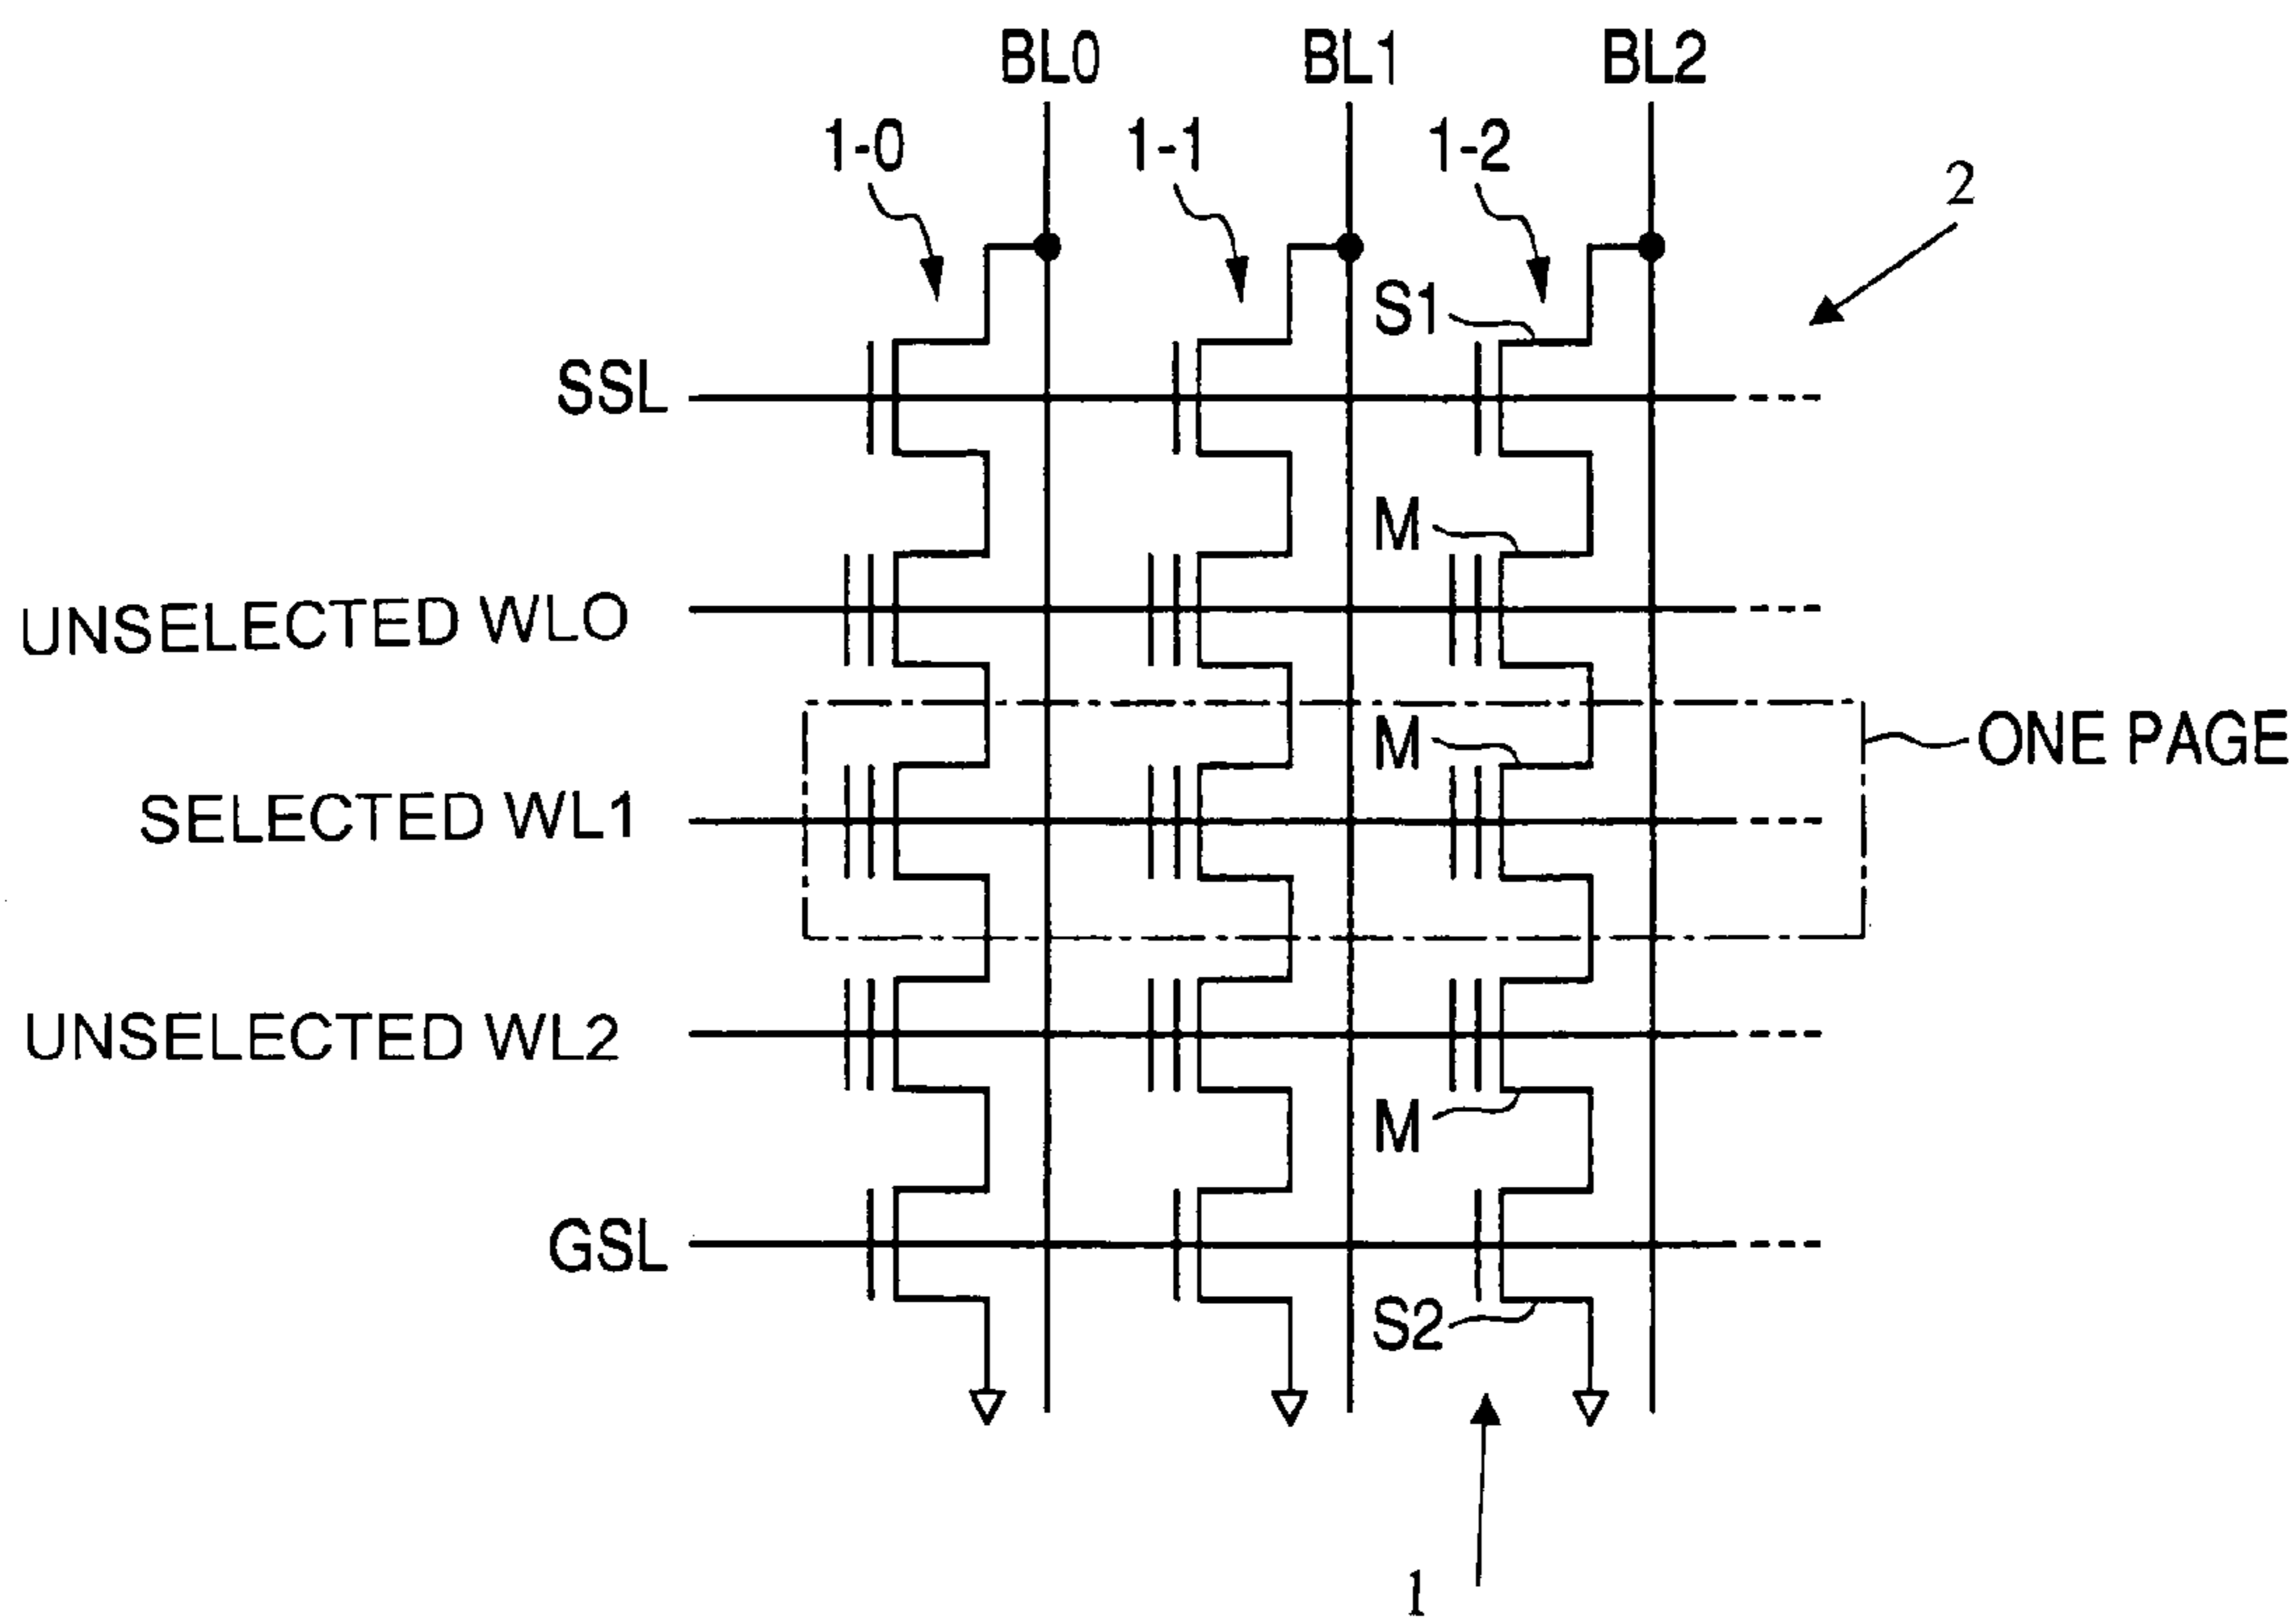 BL0 BL1 BL2
1-0 1-1 1-2
2
S1
SSL
M
UNSELECTED WLO
M
ONE PAGE
SELECTED WL1
UNSELECTED WL2
M
GSL
S2
1